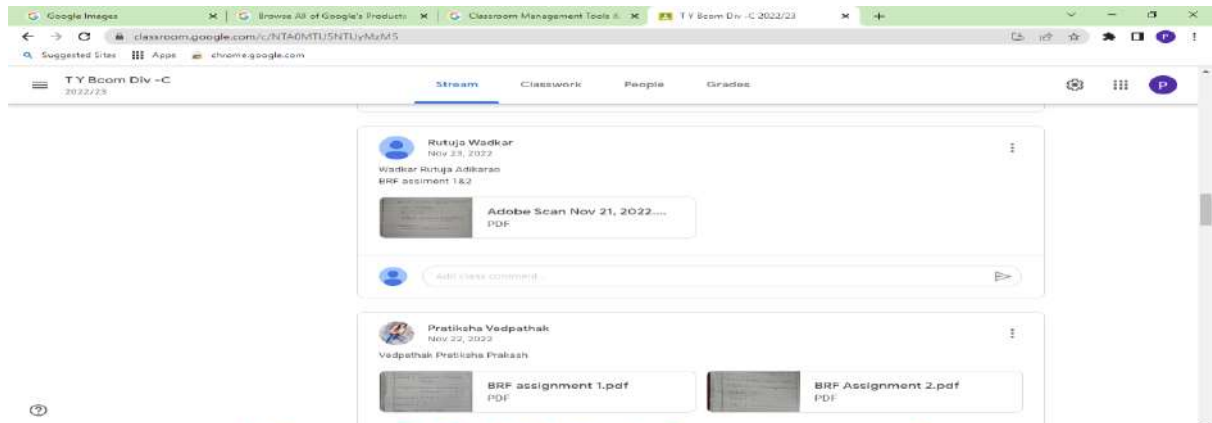 Google Images
Browse All of Google's Products
Classroom Management Tools &
T Y Bcom Div -C 2022/23
classroom.google.com/c/NTA0MTU5NTUyMzM5
Suggested Sites Apps chrome.google.com
T Y Bcom Div -C
2022/23
Stream Classwork People Grades
P
Rutuja Wadkar
Nov 23, 2022
Wadkar Rutuja Adikarao
BRF assiment 1&2
Adobe Scan Nov 21, 2022....
PDF
Add class comment...
Pratiksha Vedpathak
Nov 22, 2022
Vedpathak Pratiksha Prakash
BRF assignment 1.pdf
PDF
BRF Assignment 2.pdf
PDF